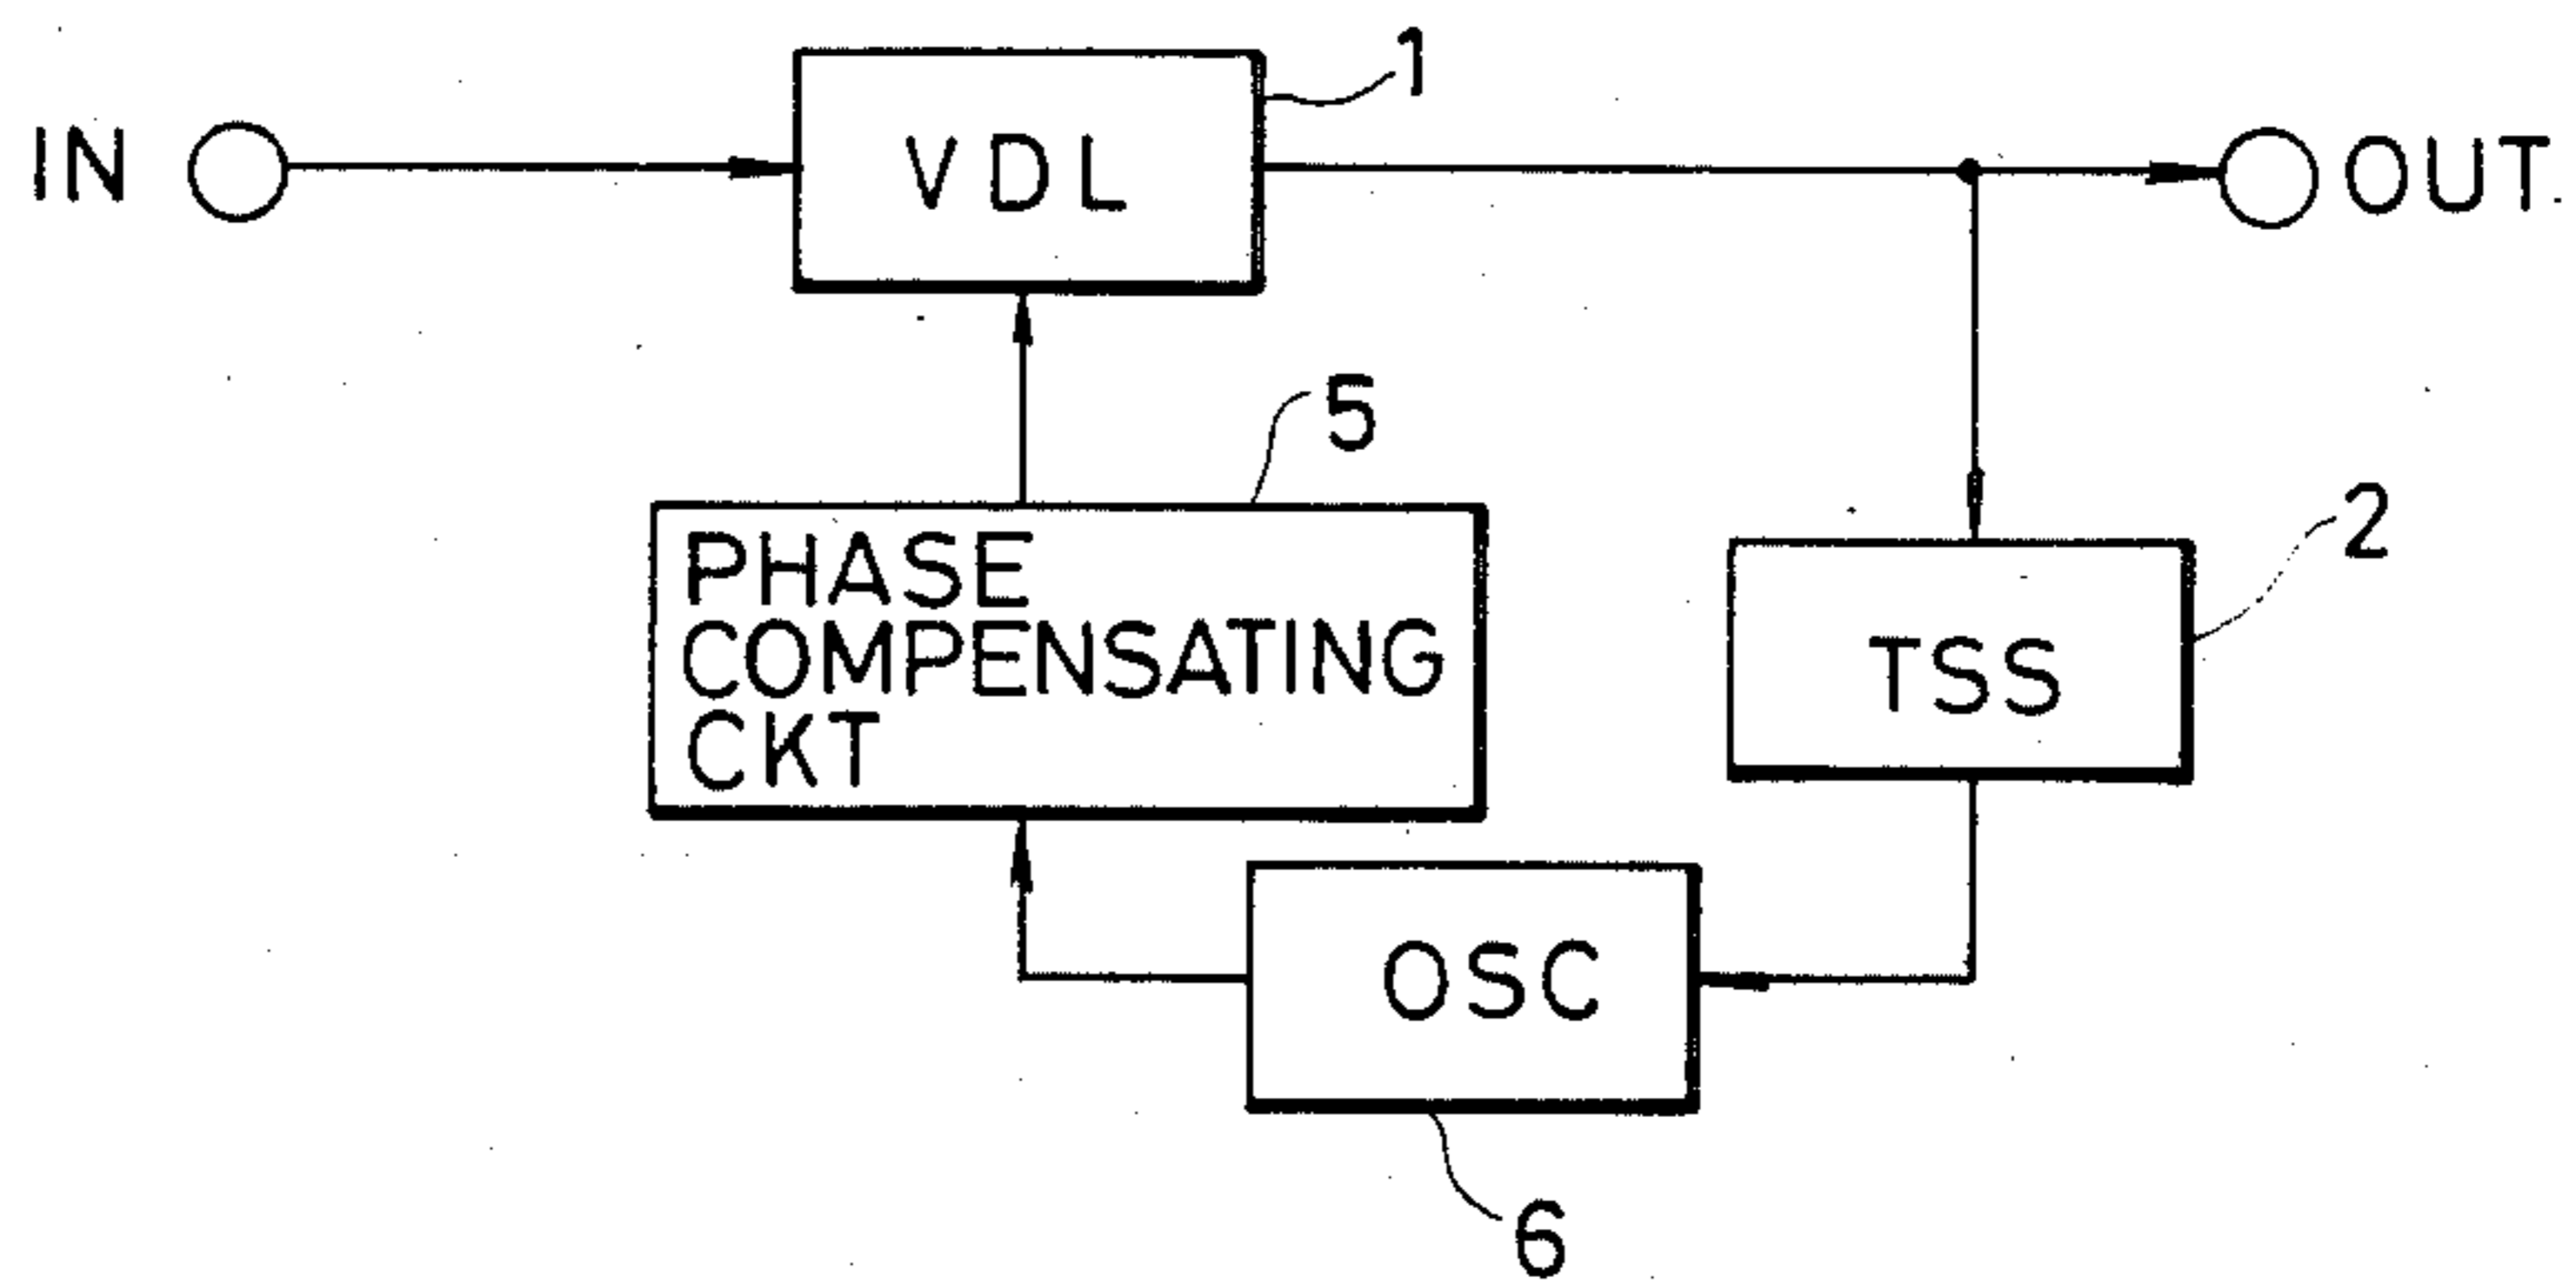 1
IN
VDL
OUT
5
PHASE
COMPENSATING
CKT
2
TSS
OSC
6